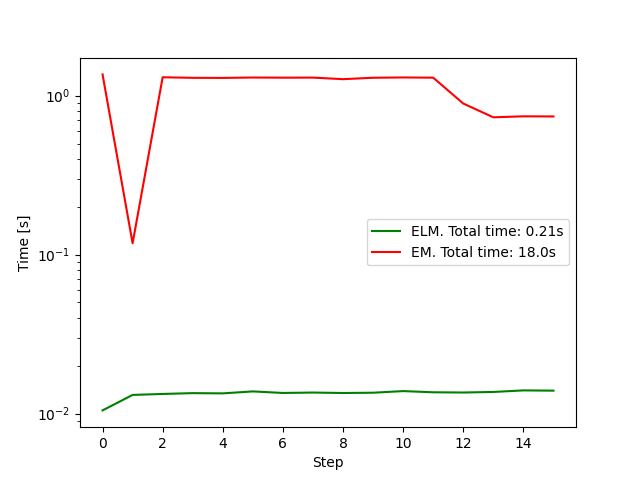 10^0
10^-1
10^-2
Time [s]
ELM. Total time: 0.21s
EM. Total time: 18.0s
0 2 4 6 8 10 12 14
Step